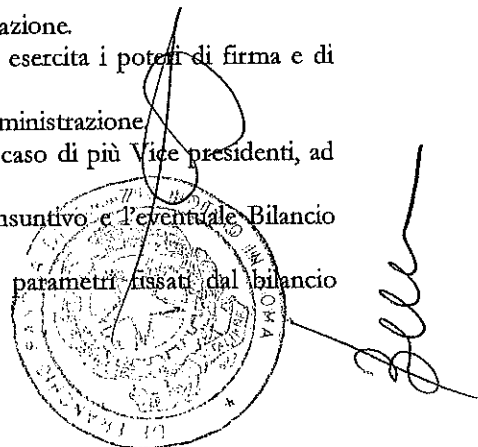 azione.
esercita i poteri di firma e di
ministrazione
caso di più Vice presidenti, ad
nsuntivo e l'eventuale Bilancio
parametri fissati dal bilancio
ROMA